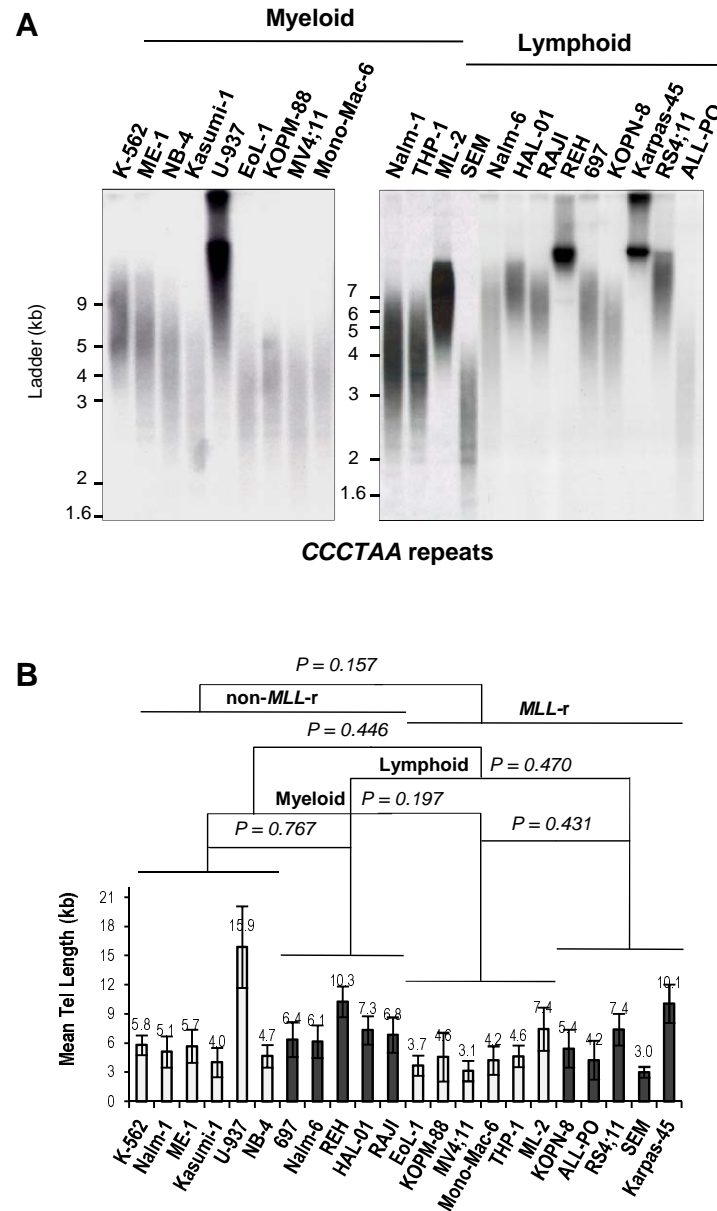 A
Myeloid
Lymphoid
K-562
ME-1
NB-4
Kasumi-1
U-937
EoL-1
KOPM-88
MV4;11
Mono-Mac-6
Nalm-1
THP-1
ML-2
SEM
Nalm-6
HAL-01
RAJI
REH
697
KOPN-8
Karpas-45
RS4;11
ALL-PO
Ladder (kb)
9
5
4
3
2
1.6
7
6
5
4
3
2
1.6
CCCTAA repeats
B
P = 0.157
non-MLL-r
MLL-r
P = 0.446
Lymphoid
P = 0.470
Myeloid
P = 0.197
P = 0.767
P = 0.431
Mean Tel Length (kb)
21
18
15
12
9
6
3
0
5.8
5.1
5.7
4.0
15.9
4.7
6.4
6.1
10.3
7.3
6.8
3.7
4.6
3.1
4.2
4.6
7.4
5.4
4.2
7.4
3.0
10.1
K-562
Nalm-1
ME-1
Kasumi-1
U-937
NB-4
697
Nalm-6
REH
HAL-01
RAJI
EoL-1
KOPM-88
MV4;11
Mono-Mac-6
THP-1
ML-2
KOPN-8
ALL-PO
RS4;11
SEM
Karpas-45